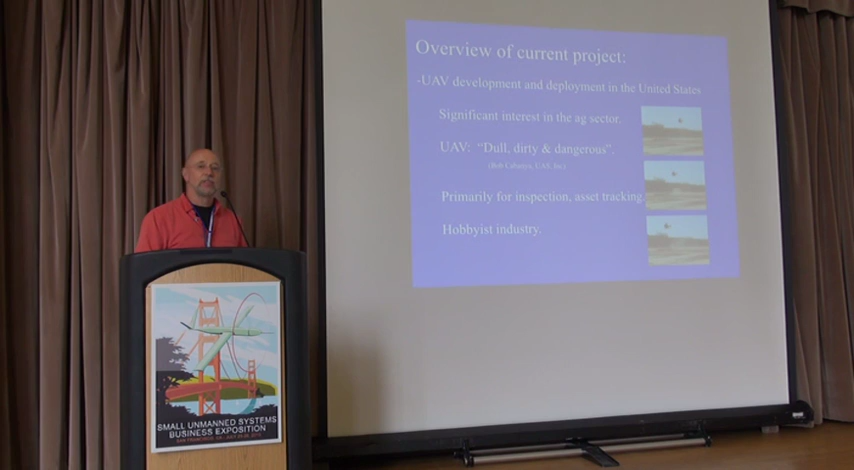 Overview of current project:
-UAV development and deployment in the United States
Significant interest in the ag sector.
UAV: “Dull, dirty & dangerous”.
Primarily for inspection, asset tracking.
Hobbyist industry.
SMALL UNMANNED SYSTEMS
BUSINESS EXPOSITION